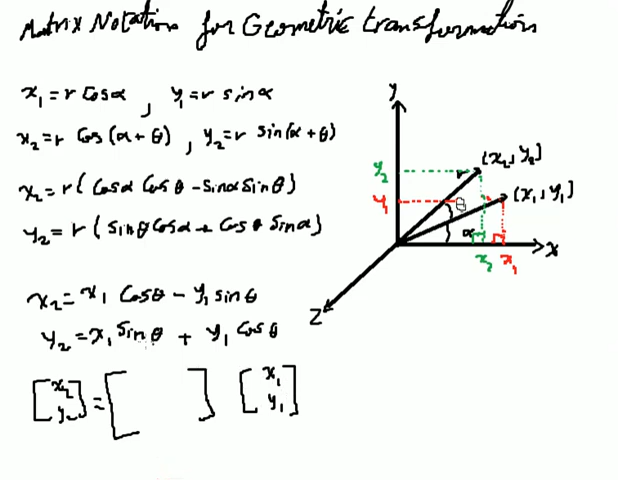 Matrix Notation for Geometric transformation
x₁ = r Cosα , y₁ = r sinα
x₂ = r Cos(α + θ) , y₂ = r Sin(α + θ)
x₂ = r( Cosα Cosθ - Sinα Sinθ )
y₂ = r ( Sinθ Cosα + Cosθ Sinα )
x₂ = x₁ Cosθ - y₁ sinθ
y₂ = x₁ Sinθ + y₁ Cosθ
[x₂ y₂] = [ ] [x₁ y₁]
y
y₂
(x₂, y₂]
y₁
θ
(x₁, y₁]
α
x
x₂
x₁
z